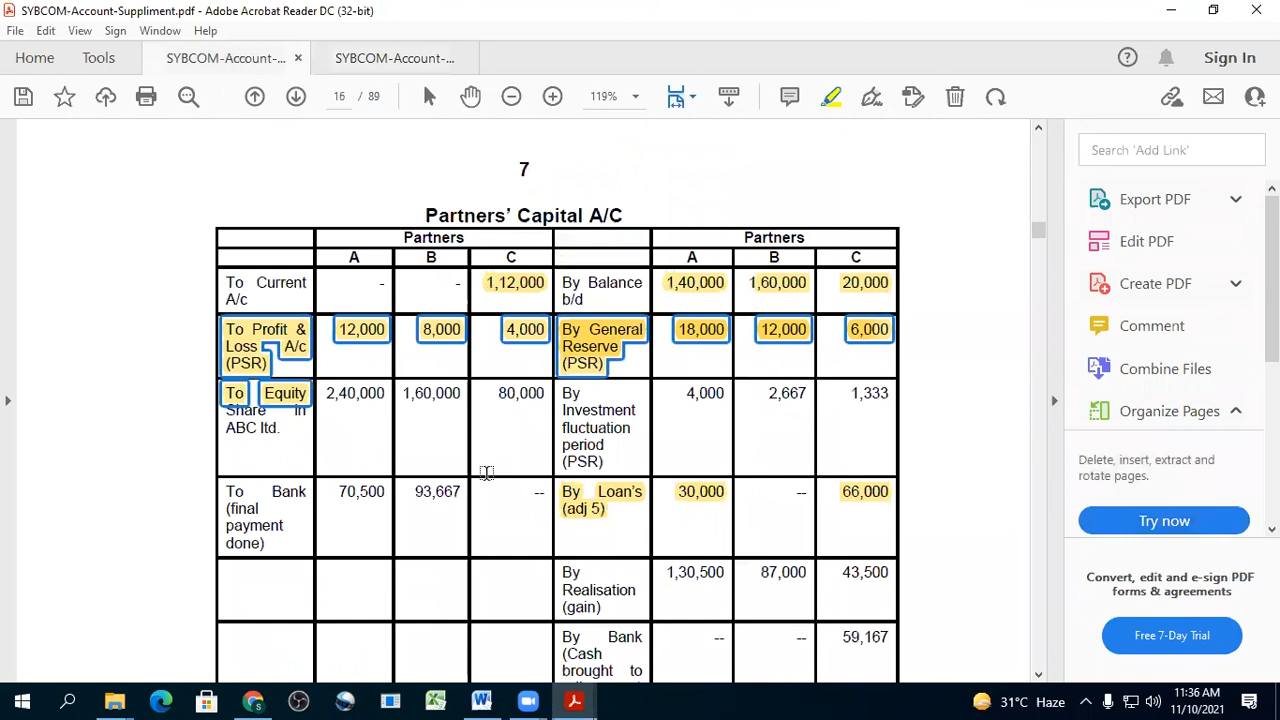 SYBCOM-Account-Suppliment.pdf - Adobe Acrobat Reader DC (32-bit)
File Edit View Sign Window Help
Home Tools SYBCOM-Account-... × SYBCOM-Account-... Sign In
16 / 89 119%
7
Partners' Capital A/C
Partners Partners
A B C A B C
To Current A/c - - 1,12,000 By Balance b/d 1,40,000 1,60,000 20,000
To Profit & Loss A/c (PSR) 12,000 8,000 4,000 By General Reserve (PSR) 18,000 12,000 6,000
To Equity Share in ABC ltd. 2,40,000 1,60,000 80,000 By Investment fluctuation period (PSR) 4,000 2,667 1,333
To Bank (final payment done) 70,500 93,667 -- By Loan's (adj 5) 30,000 -- 66,000
By Realisation (gain) 1,30,500 87,000 43,500
By Bank (Cash brought to -- -- 59,167
Search 'Add Link'
Export PDF
Edit PDF
Create PDF
Comment
Combine Files
Organize Pages
Delete, insert, extract and
rotate pages.
Try now
Convert, edit and e-sign PDF
forms & agreements
Free 7-Day Trial
31°C Haze
11:36 AM
11/10/2021